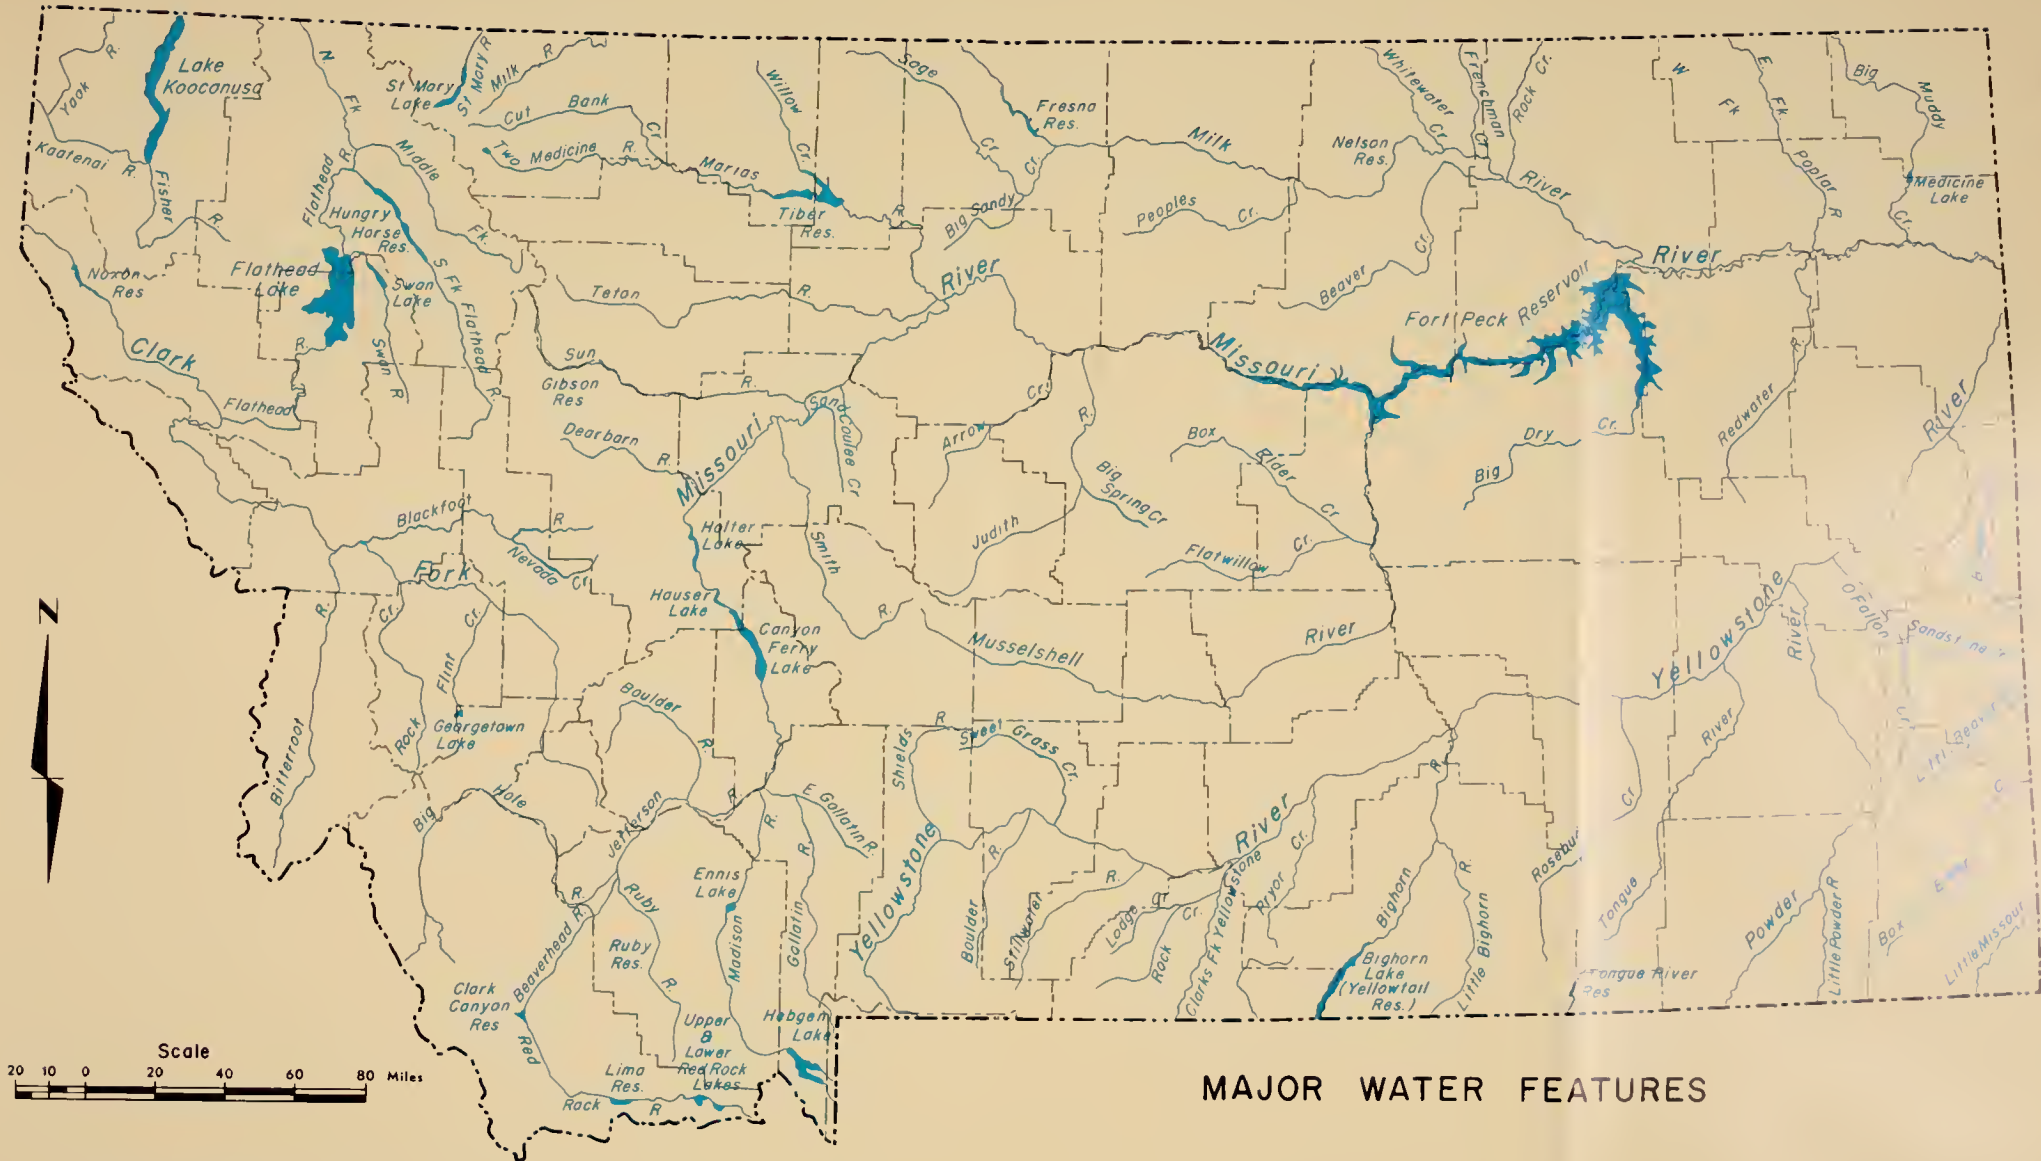 Yaak R.
Lake
Koocanusa
Kaatenai R.
Fisher R.
N. Fk
Flathead R.
Middle Fk.
St Mary
Lake
St Mary R
Milk R
Cut Bank Cr
Two Medicine R.
Marias R.
Willow Cr.
Tiber
Res.
Sage Cr
Big Sandy Cr.
Fresno
Res.
Milk River
Peoples Cr.
Nelson
Res.
Whitewater Cr.
Frenchman Cr
Rock Cr.
Beaver Cr.
W Fk
E. Fk
Poplar R
Big Muddy Cr.
Medicine
Lake
Hungry
Horse
Res.
Noxon
Res
Flathead
Lake
Swan
Lake
Swan R
S Fk Flathead R.
Teton R.
River
River
Fort Peck Reservoir
Missouri
Clark
Flathead R.
Sun R.
Gibson
Res
Dearborn R.
Missouri
Sand Coulee Cr
Arrow Cr.
Judith R.
Big
Spring Cr
Box Elder Cr
Flatwillow Cr.
Big Dry Cr.
Redwater R.
River
Blackfoot R
Nevada Cr
Fork
Holter
Lake
Smith R.
Hauser
Lake
Canyon
Ferry
Lake
Musselshell River
Yellowstone
O'Fallon Cr.
River
Bitterroot R.
Rock Cr.
Flint Cr.
Georgetown
Lake
Boulder R.
Big Hole R.
Jefferson R.
E Gallatin R.
Shields R
Sweet Grass Cr.
River
Yellowstone
Ennis
Lake
Madison R.
Gallatin R.
Ruby R.
Ruby
Res.
Beaverhead R.
Clark
Canyon
Res
Red Rock R
Lima
Res.
Upper
&
Lower
Red Rock
Lakes
Hebgen
Lake
Boulder R.
Stillwater R.
Lodge Gr
Rock Cr.
Clarks Fk Yellowstone
Pryor Cr.
Bighorn R.
Bighorn
Lake
(Yellowtail
Res.)
Little Bighorn R.
Rosebud Cr
Tongue River
Tongue River
Res
Powder
Little Powder R
Box
Little Missour
N
Scale
20 10 0 20 40 60 80 Miles
MAJOR WATER FEATURES